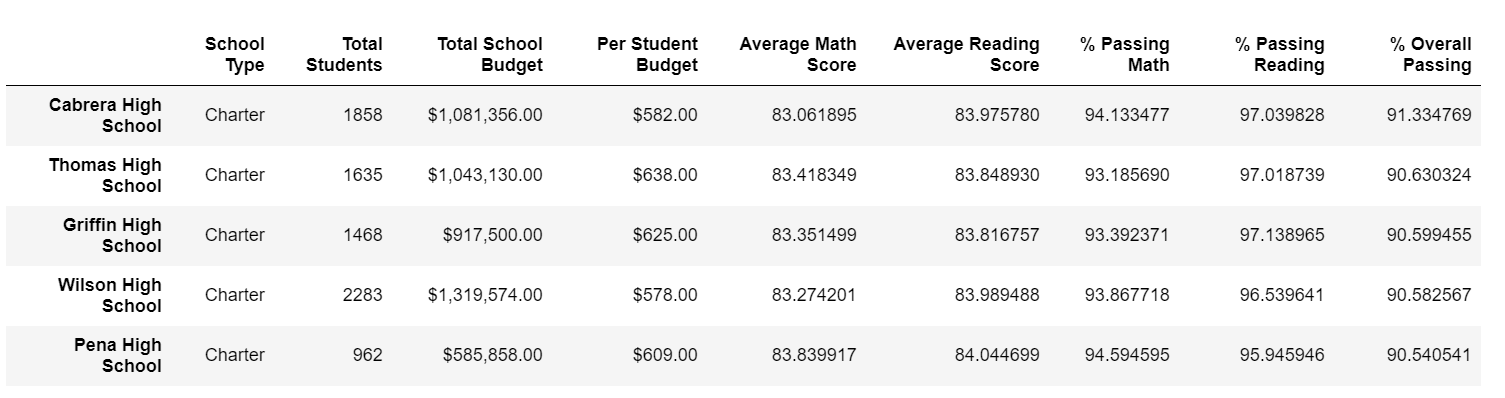 School Type Total Students Total School Budget Per Student Budget Average Math Score Average Reading Score % Passing Math % Passing Reading % Overall Passing
Cabrera High School Charter 1858 $1,081,356.00 $582.00 83.061895 83.975780 94.133477 97.039828 91.334769
Thomas High School Charter 1635 $1,043,130.00 $638.00 83.418349 83.848930 93.185690 97.018739 90.630324
Griffin High School Charter 1468 $917,500.00 $625.00 83.351499 83.816757 93.392371 97.138965 90.599455
Wilson High School Charter 2283 $1,319,574.00 $578.00 83.274201 83.989488 93.867718 96.539641 90.582567
Pena High School Charter 962 $585,858.00 $609.00 83.839917 84.044699 94.594595 95.945946 90.540541